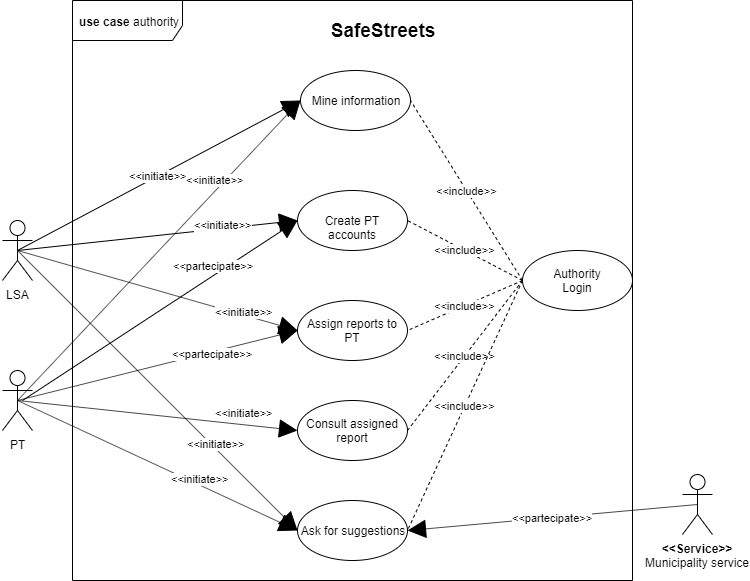 use case authority
SafeStreets
Mine information
<<initiate>>
<<initiate>>
<<include>>
Create PT
accounts
<<initiate>>
<<include>>
<<partecipate>>
Authority
Login
LSA
<<initiate>>
<<include>>
Assign reports to
PT
<<partecipate>>
<<include>>
<<initiate>>
<<include>>
Consult assigned
report
PT
<<initiate>>
<<initiate>>
Ask for suggestions
<<partecipate>>
<<Service>>
Municipality service